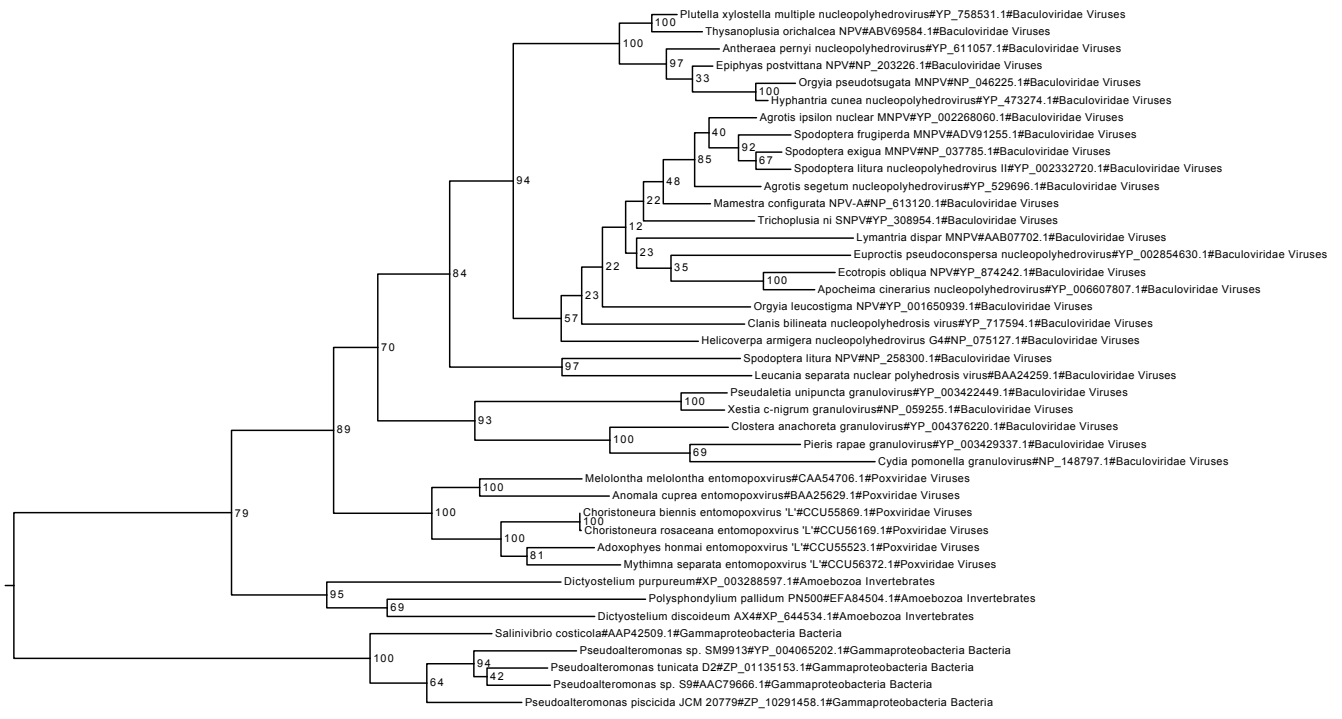 Plutella xylostella multiple nucleopolyhedrovirus#YP_758531.1#Baculoviridae Viruses
100
Thysanoplusia orichalcea NPV#ABV69584.1#Baculoviridae Viruses
100
Antheraea pernyi nucleopolyhedrovirus#YP_611057.1#Baculoviridae Viruses
97
Epiphyas postvittana NPV#NP_203226.1#Baculoviridae Viruses
33
Orgyia pseudotsugata MNPV#NP_046225.1#Baculoviridae Viruses
100
Hyphantria cunea nucleopolyhedrovirus#YP_473274.1#Baculoviridae Viruses
Agrotis ipsilon nuclear MNPV#YP_002268060.1#Baculoviridae Viruses
40
Spodoptera frugiperda MNPV#ADV91255.1#Baculoviridae Viruses
92
Spodoptera exigua MNPV#NP_037785.1#Baculoviridae Viruses
85
67
Spodoptera litura nucleopolyhedrovirus II#YP_002332720.1#Baculoviridae Viruses
94
48
Agrotis segetum nucleopolyhedrovirus#YP_529696.1#Baculoviridae Viruses
22
Mamestra configurata NPV-A#NP_613120.1#Baculoviridae Viruses
Trichoplusia ni SNPV#YP_308954.1#Baculoviridae Viruses
12
Lymantria dispar MNPV#AAB07702.1#Baculoviridae Viruses
23
Euproctis pseudoconspersa nucleopolyhedrovirus#YP_002854630.1#Baculoviridae Viruses
22
35
84
Ecotropis obliqua NPV#YP_874242.1#Baculoviridae Viruses
100
Apocheima cinerarius nucleopolyhedrovirus#YP_006607807.1#Baculoviridae Viruses
23
Orgyia leucostigma NPV#YP_001650939.1#Baculoviridae Viruses
57
Clanis bilineata nucleopolyhedrosis virus#YP_717594.1#Baculoviridae Viruses
Helicoverpa armigera nucleopolyhedrovirus G4#NP_075127.1#Baculoviridae Viruses
70
Spodoptera litura NPV#NP_258300.1#Baculoviridae Viruses
97
Leucania separata nuclear polyhedrosis virus#BAA24259.1#Baculoviridae Viruses
Pseudaletia unipuncta granulovirus#YP_003422449.1#Baculoviridae Viruses
100
Xestia c-nigrum granulovirus#NP_059255.1#Baculoviridae Viruses
93
Clostera anachoreta granulovirus#YP_004376220.1#Baculoviridae Viruses
89
100
Pieris rapae granulovirus#YP_003429337.1#Baculoviridae Viruses
69
Cydia pomonella granulovirus#NP_148797.1#Baculoviridae Viruses
Melolontha melolontha entomopoxvirus#CAA54706.1#Poxviridae Viruses
100
Anomala cuprea entomopoxvirus#BAA25629.1#Poxviridae Viruses
79
100
Choristoneura biennis entomopoxvirus 'L'#CCU55869.1#Poxviridae Viruses
100
Choristoneura rosaceana entomopoxvirus 'L'#CCU56169.1#Poxviridae Viruses
100
Adoxophyes honmai entomopoxvirus 'L'#CCU55523.1#Poxviridae Viruses
81
Mythimna separata entomopoxvirus 'L'#CCU56372.1#Poxviridae Viruses
Dictyostelium purpureum#XP_003288597.1#Amoebozoa Invertebrates
95
Polysphondylium pallidum PN500#EFA84504.1#Amoebozoa Invertebrates
69
Dictyostelium discoideum AX4#XP_644534.1#Amoebozoa Invertebrates
Salinivibrio costicola#AAP42509.1#Gammaproteobacteria Bacteria
100
Pseudoalteromonas sp. SM9913#YP_004065202.1#Gammaproteobacteria Bacteria
94
Pseudoalteromonas tunicata D2#ZP_01135153.1#Gammaproteobacteria Bacteria
42
64
Pseudoalteromonas sp. S9#AAC79666.1#Gammaproteobacteria Bacteria
Pseudoalteromonas piscicida JCM 20779#ZP_10291458.1#Gammaproteobacteria Bacteria